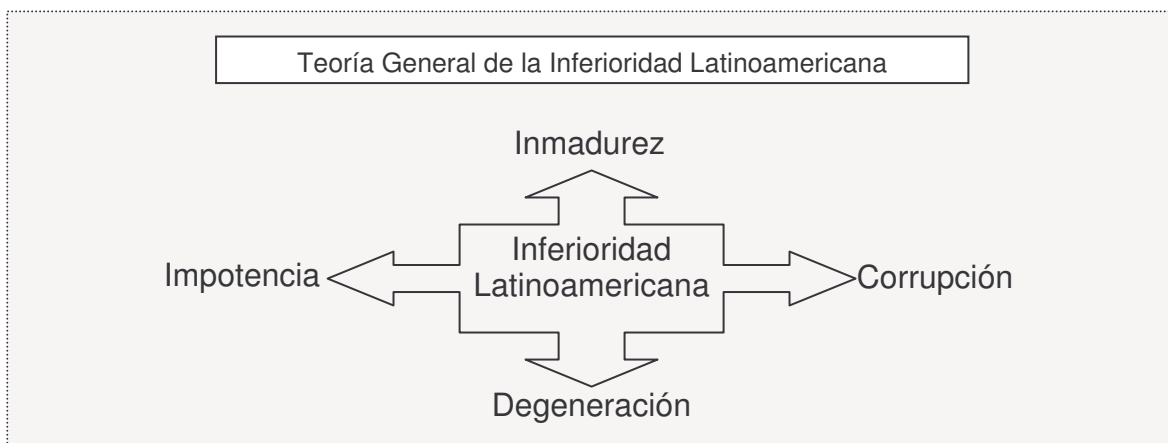 Teoría General de la Inferioridad Latinoamericana
Inmadurez
Impotencia
Inferioridad
Latinoamericana
Corrupción
Degeneración